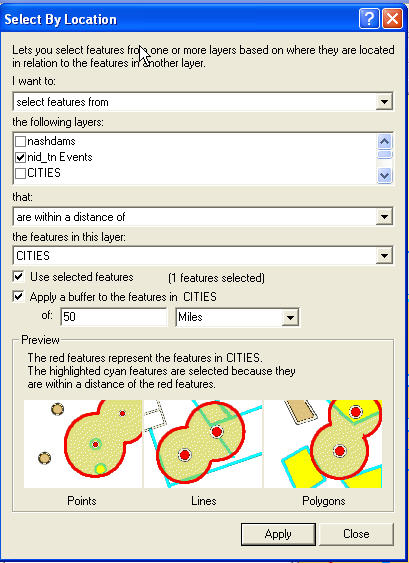 Select By Location
Lets you select features from one or more layers based on where they are located
in relation to the features in another layer.
I want to:
select features from
the following layers:
nashdams
nid_tn Events
CITIES
that:
are within a distance of
the features in this layer:
CITIES
Use selected features (1 features selected)
Apply a buffer to the features in CITIES
of: 50 Miles
Preview
The red features represent the features in CITIES.
The highlighted cyan features are selected because they
are within a distance of the red features.
Points Lines Polygons
Apply Close